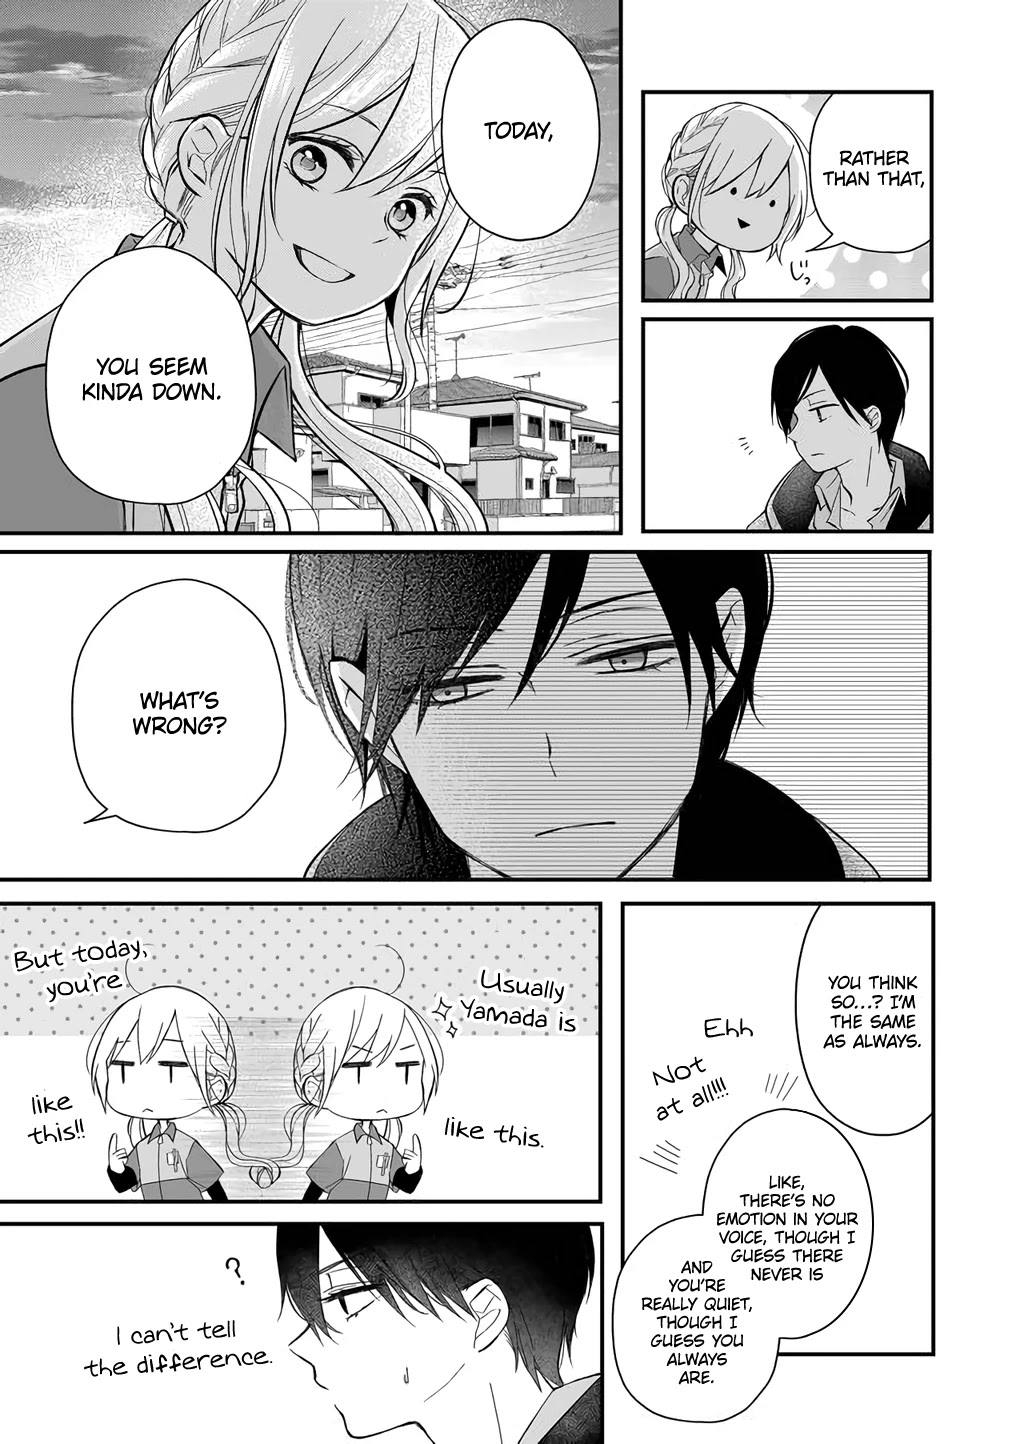 RATHER
THAN THAT,
じっ
TODAY,
YOU SEEM
KINDA DOWN.
WHAT'S
WRONG?
YOU THINK
SO...? I'M
THE SAME
AS ALWAYS.
Ehh
Not
at all!!!
LIKE,
THERE'S NO
EMOTION IN YOUR
VOICE, THOUGH I
GUESS THERE
NEVER IS
AND
YOU'RE
REALLY QUIET,
THOUGH I
GUESS YOU
ALWAYS
ARE.
Usually
Yamada is
like this.
But today,
you're
like
this!!
?
I can't tell
the difference.